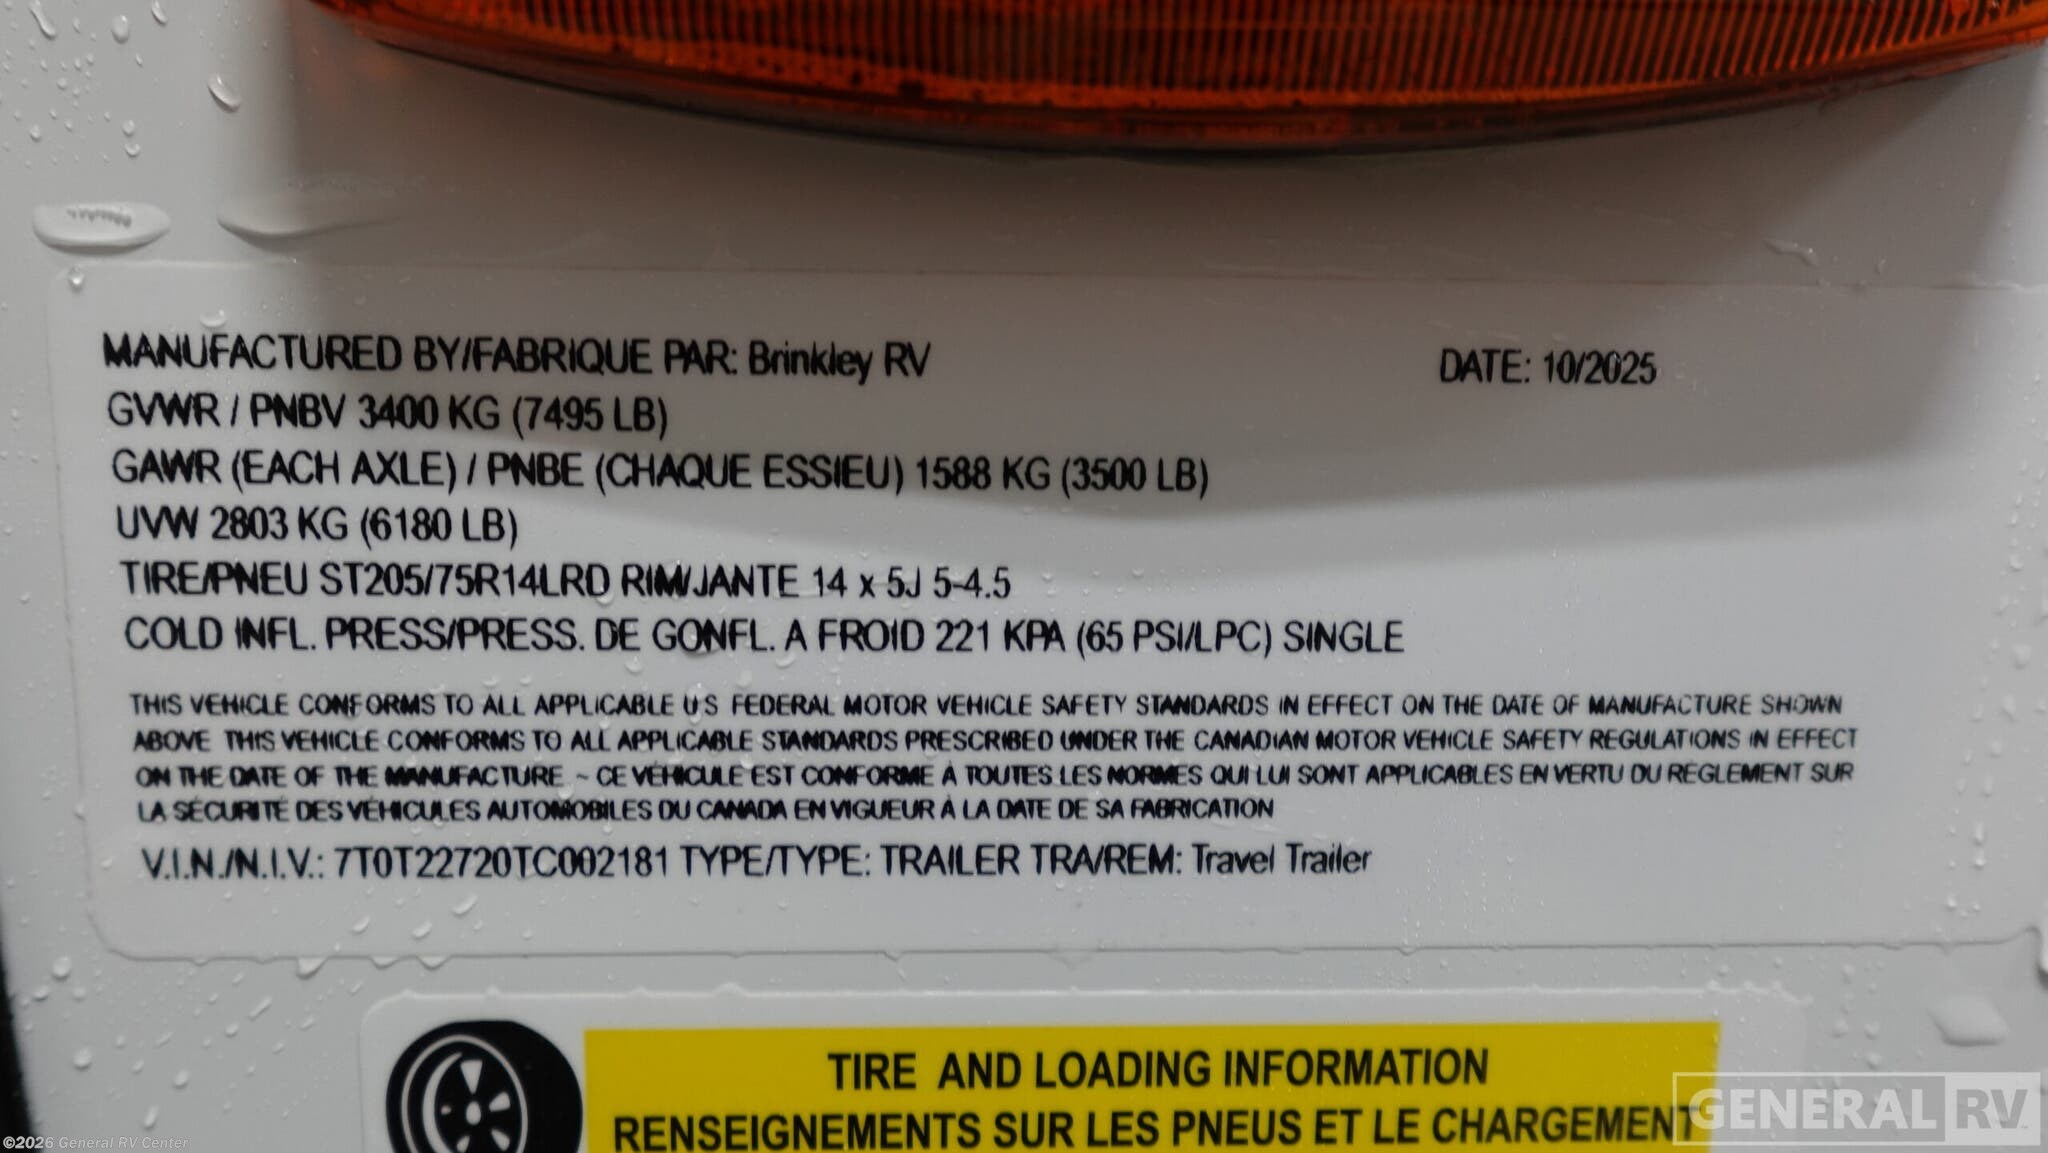 MANUFACTURED BY/FABRIQUE PAR: Brinkley RV DATE: 10/2025
GVWR / PNBV 3400 KG (7495 LB)
GAWR (EACH AXLE) / PNBE (CHAQUE ESSIEU) 1588 KG (3500 LB)
UVW 2803 KG (6180 LB)
TIRE/PNEU ST205/75R14LRD RIM/JANTE 14 x 5J 5-4.5
COLD INFL. PRESS/PRESS. DE GONFL. A FROID 221 KPA (65 PSI/LPC) SINGLE
THIS VEHICLE CONFORMS TO ALL APPLICABLE U S FEDERAL MOTOR VEHICLE SAFETY STANDARDS IN EFFECT ON THE DATE OF MANUFACTURE SHOWN
ABOVE THIS VEHICLE CONFORMS TO ALL APPLICABLE STANDARDS PRESCRIBED UNDER THE CANADIAN MOTOR VEHICLE SAFETY REGULATIONS IN EFFECT
ON THE DATE OF THE MANUFACTURE ~ CE VÉHICULE EST CONFORME À TOUTES LES NORMES QUI LUI SONT APPLICABLES EN VERTU DU RÈGLEMENT SUR
LA SÉCURITÉ DES VÉHICULES AUTOMOBILES DU CANADA EN VIGUEUR À LA DATE DE SA FABRICATION
V.I.N./N.I.V.: 7T0T22720TC002181 TYPE/TYPE: TRAILER TRA/REM: Travel Trailer
TIRE AND LOADING INFORMATION
RENSEIGNEMENTS SUR LES PNEUS ET LE CHARGEMENT
GENERAL RV
©2026 General RV Center